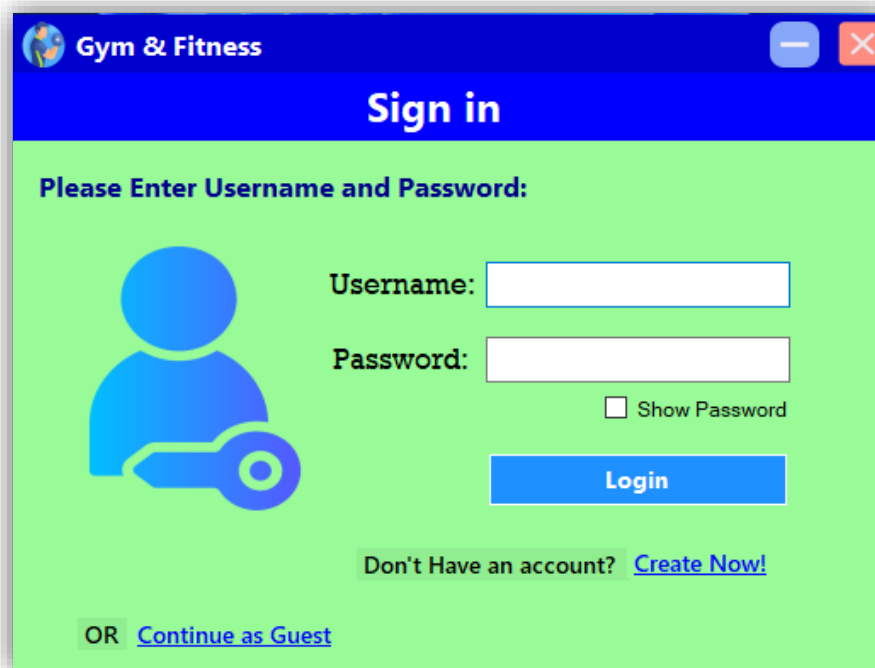 Gym & Fitness
Sign in
Please Enter Username and Password:
Username:
Password:
Show Password
Login
Don't Have an account? Create Now!
OR Continue as Guest